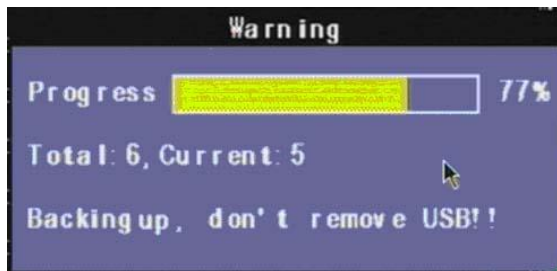 Warning
Progress 77%
Total: 6, Current: 5
Backing up, don't remove USB!!